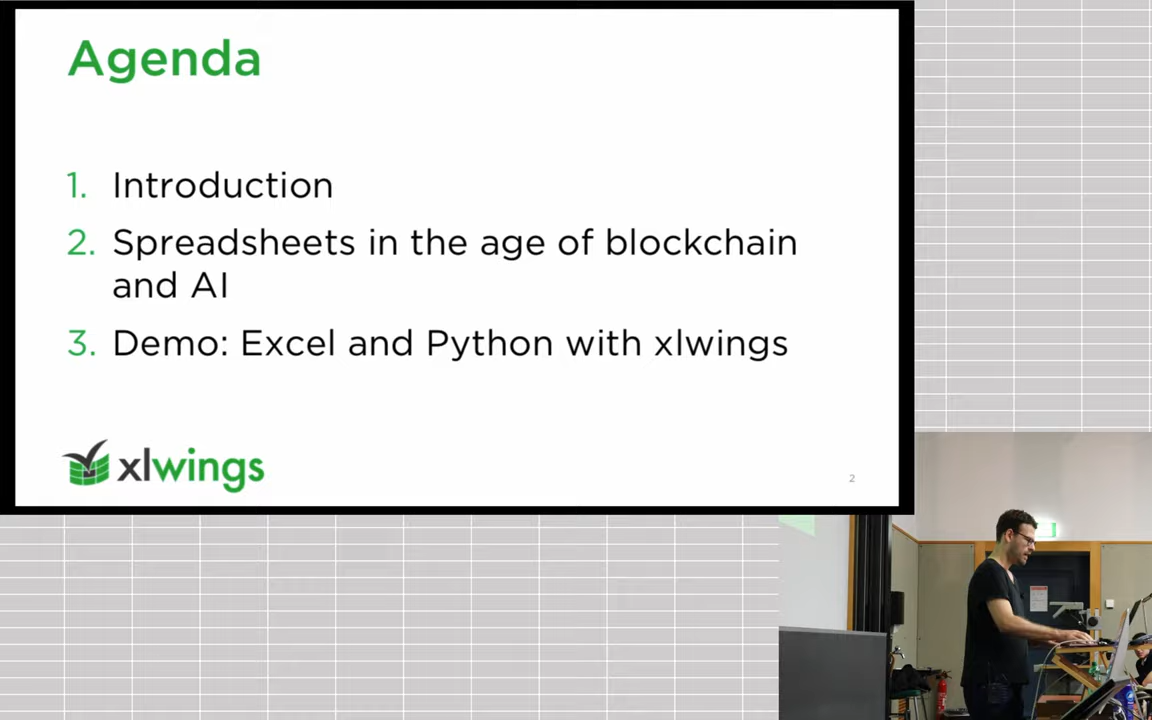 Agenda
1. Introduction
2. Spreadsheets in the age of blockchain
and AI
3. Demo: Excel and Python with xlwings
xlwings
2